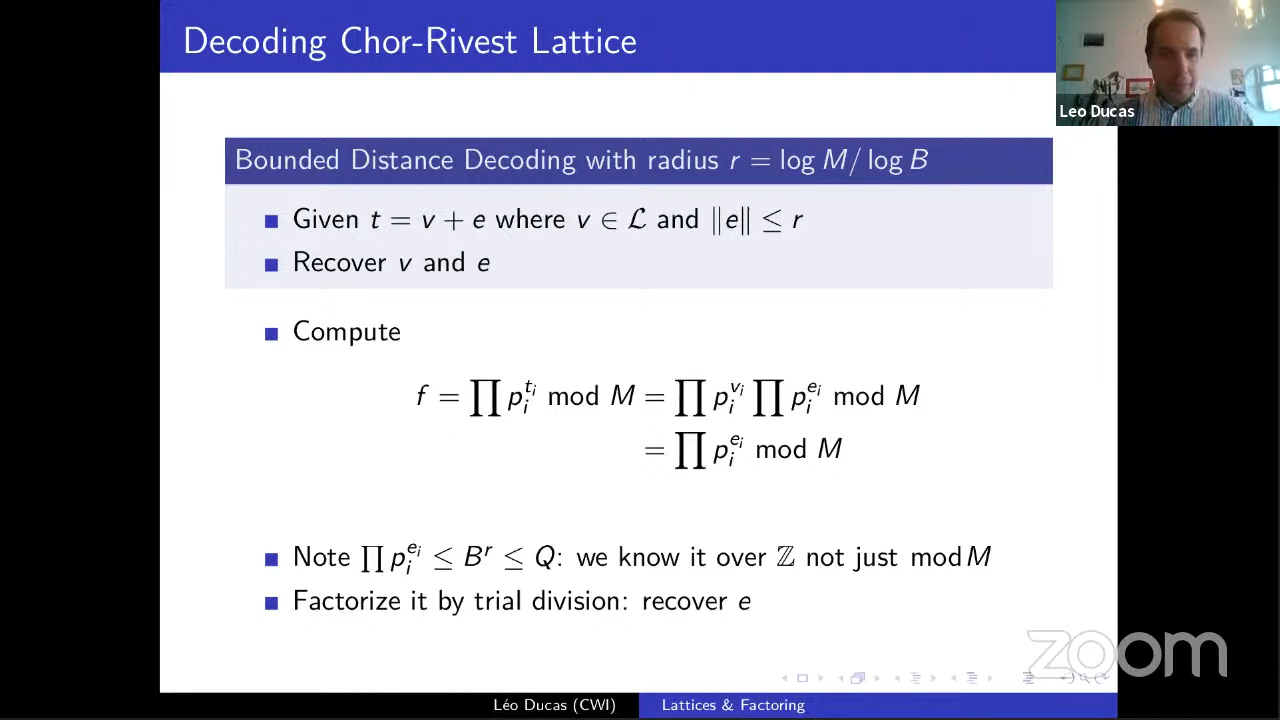 Decoding Chor-Rivest Lattice
Leo Ducas
Bounded Distance Decoding with radius r = log M/ log B
Given t = v + e where v ∈ ℒ and ‖e‖ ≤ r
Recover v and e
Compute
f = ∏ p_i^{t_i} mod M = ∏ p_i^{v_i} ∏ p_i^{e_i} mod M
= ∏ p_i^{e_i} mod M
Note ∏ p_i^{e_i} ≤ B^r ≤ Q: we know it over ℤ not just mod M
Factorize it by trial division: recover e
zoom
Léo Ducas (CWI) Lattices & Factoring